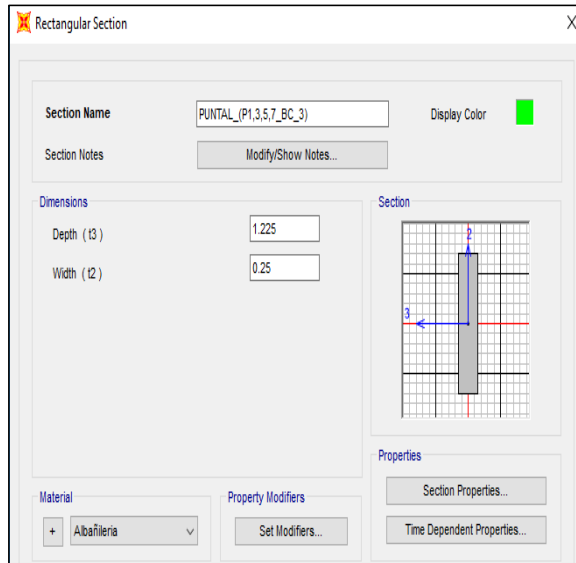 Rectangular Section X
Section Name PUNTAL_(P1,3,5,7_BC_3) Display Color
Section Notes Modify/Show Notes...
Dimensions
Section
Depth ( t3 ) 1.225
Width ( t2 ) 0.25
2
3
Properties
Section Properties...
Time Dependent Properties...
Material
+ Albañileria
Property Modifiers
Set Modifiers...